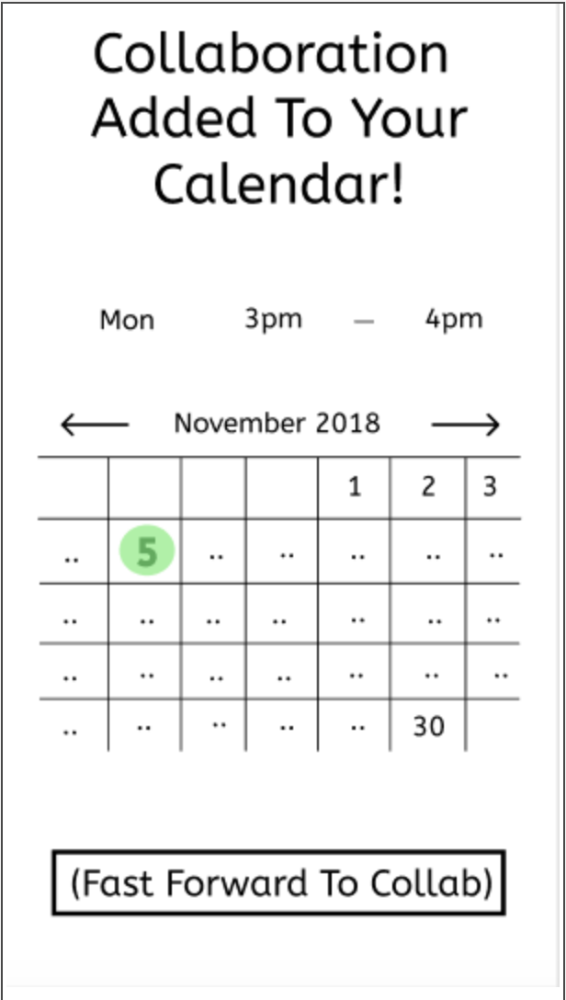 Collaboration
Added To Your
Calendar!
Mon 3pm — 4pm
← November 2018 →
1 2 3
.. 5 .. .. .. .. ..
.. .. .. .. .. .. ..
.. .. .. .. .. .. ..
.. .. .. .. .. 30
(Fast Forward To Collab)